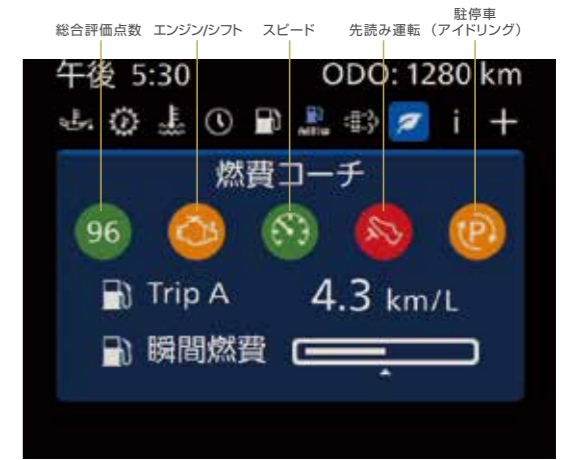 駐停車
総合評価点数 エンジン/シフト スピード 先読み運転 (アイドリング)
午後 5:30 ODO: 1280 km
i
燃費コーチ
96 P
Trip A 4.3 km/L
瞬間燃費